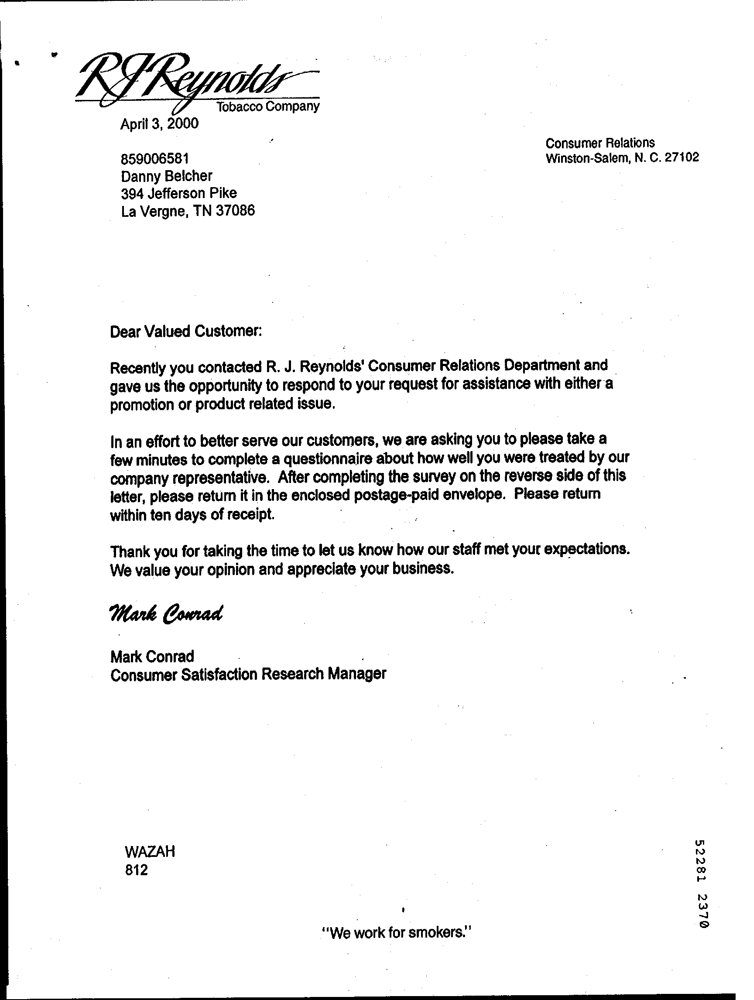 RJReynolds
Tobacco Company
April 3, 2000
Consumer Relations
Winston-Salem, N. C. 27102
859006581
Danny Belcher
394 Jefferson Pike
La Vergne, TN 37086
Dear Valued Customer:
Recently you contacted R. J. Reynolds' Consumer Relations Department and
gave us the opportunity to respond to your request for assistance with either a
promotion or product related issue.
In an effort to better serve our customers, we are asking you to please take a
few minutes to complete a questionnaire about how well you were treated by our
company representative. After completing the survey on the reverse side of this
letter, please return it in the enclosed postage-paid envelope. Please return
within ten days of receipt.
Thank you for taking the time to let us know how our staff met your expectations.
We value your opinion and appreciate your business.
Mark Conrad
Mark Conrad
Consumer Satisfaction Research Manager
WAZAH
812
52281 2370
"We work for smokers."